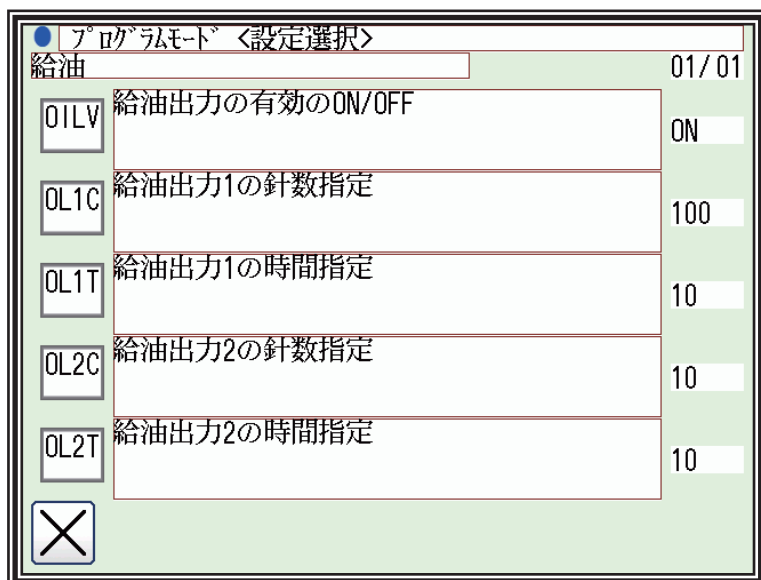 プログラムモード <設定選択>
給油 01/01
OILV 給油出力の有効のON/OFF ON
OL1C 給油出力1の針数指定 100
OL1T 給油出力1の時間指定 10
OL2C 給油出力2の針数指定 10
OL2T 給油出力2の時間指定 10